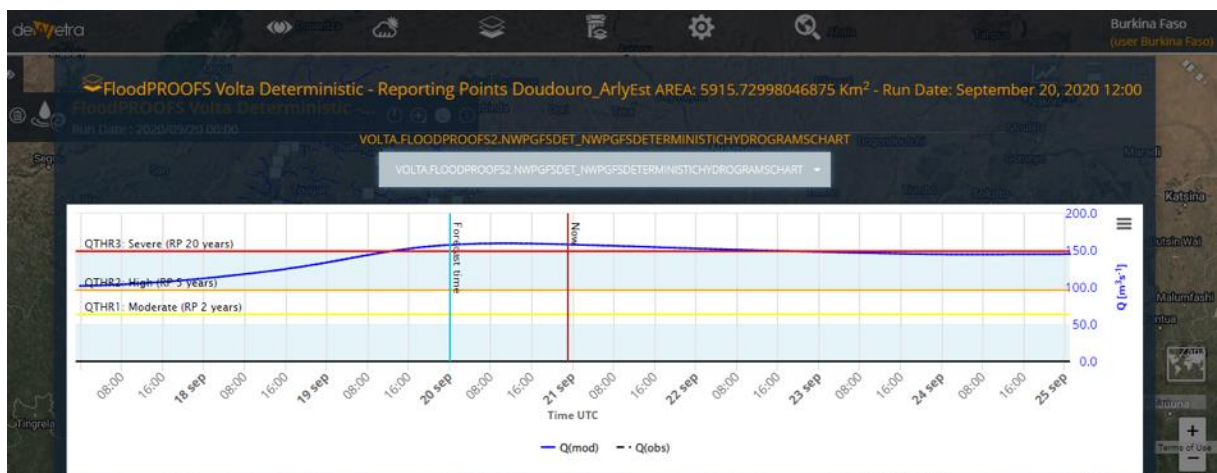 dewetra
Burkina Faso
(user Burkina Faso)
FloodPROOFS Volta Deterministic - Reporting Points Doudouro_ArlyEst AREA: 5915.72998046875 Km² - Run Date: September 20, 2020 12:00
FloodPROOFS Volta Deterministic
Run Date : 2020/09/20 00:00
VOLTA.FLOODPROOFS2.NWPGFSDET_NWPGFSDETERMINISTICHYDROGRAMSCHART
VOLTA.FLOODPROOFS2.NWPGFSDET_NWPGFSDETERMINISTICHYDROGRAMSCHART
Katsina
Malumfashi
Tingrela
200.0
150.0
100.0
50.0
0.0
Q [m³s⁻¹]
QTHR3: Severe (RP 20 years)
QTHR2: High (RP 5 years)
QTHR1: Moderate (RP 2 years)
Forecast time
Now
08:00 16:00 18 sep 08:00 16:00 19 sep 08:00 16:00 20 sep 08:00 16:00 21 sep 08:00 16:00 22 sep 08:00 16:00 23 sep 08:00 16:00 24 sep 08:00 16:00 25 sep
Time UTC
Q(mod) Q(obs)
+
Terms of Use